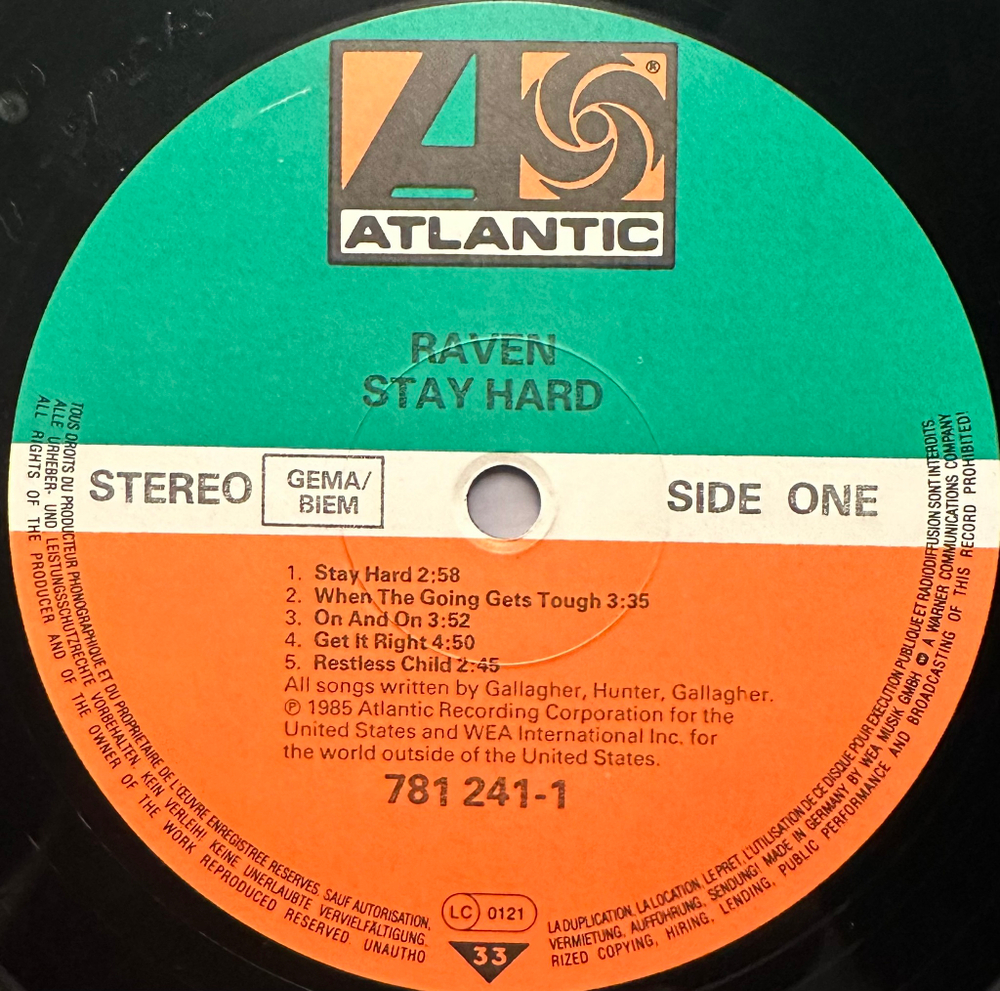 ®
ATLANTIC
RAVEN
STAY HARD
STEREO
GEMA/
BIEM
SIDE ONE
1. Stay Hard 2:58
2. When The Going Gets Tough 3:35
3. On And On 3:52
4. Get It Right 4:50
5. Restless Child 2:45
All songs written by Gallagher, Hunter, Gallagher.
℗ 1985 Atlantic Recording Corporation for the
United States and WEA International Inc. for
the world outside of the United States.
781 241-1
LC 0121
33
TOUS DROITS DU PRODUCTEUR PHONOGRAPHIQUE ET DU PROPRIETAIRE DE L'ŒUVRE ENREGISTREE RESERVES. SAUF AUTORISATION,
LA DUPLICATION, LA LOCATION, LE PRET, L'UTILISATION DE CE DISQUE POUR EXECUTION PUBLIQUE ET RADIODIFFUSION SONT INTERDITS
ALLE URHEBER- UND LEISTUNGSSCHUTZRECHTE VORBEHALTEN. KEIN VERLEIH! KEINE UNERLAUBTE VERVIELFÄLTIGUNG,
VERMIETUNG, AUFFÜHRUNG, SENDUNG! MADE IN GERMANY BY WEA MUSIK GMBH A WARNER COMMUNICATIONS COMPANY
ALL RIGHTS OF THE PRODUCER AND OF THE OWNER OF THE WORK REPRODUCED RESERVED UNAUTHO
RIZED COPYING, HIRING, LENDING, PUBLIC PERFORMANCE AND BROADCASTING OF THIS RECORD PROHIBITED!